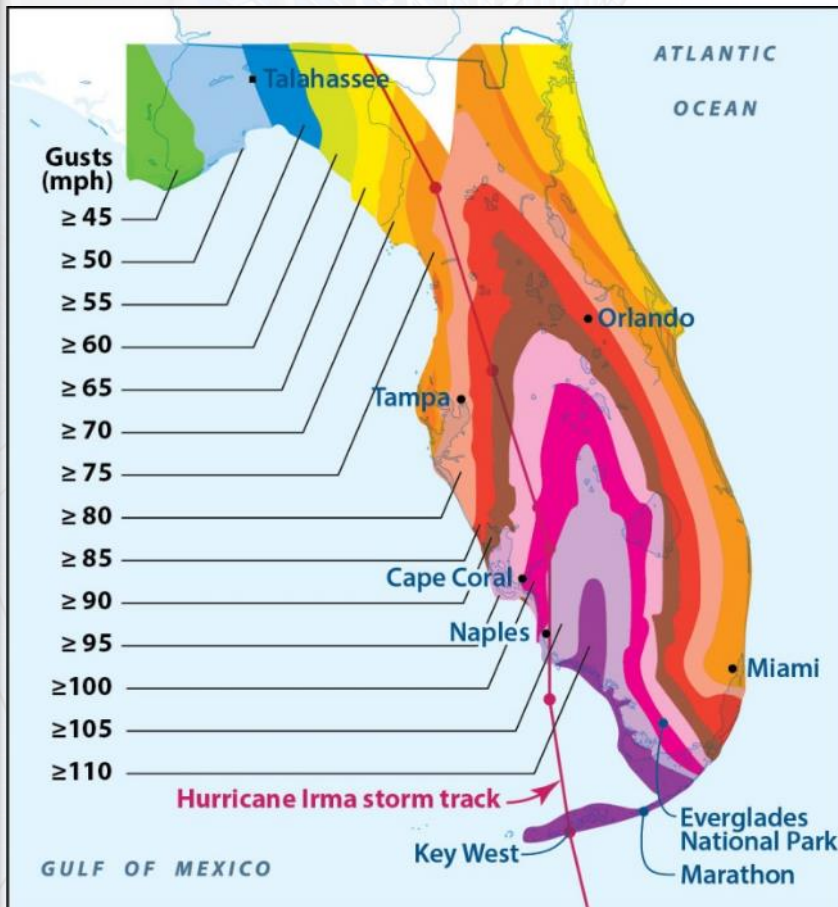 ATLANTIC
OCEAN
Talahassee
Gusts
(mph)
≥ 45
≥ 50
≥ 55
≥ 60
≥ 65
≥ 70
≥ 75
≥ 80
≥ 85
≥ 90
≥ 95
≥100
≥105
≥110
Orlando
Tampa
Cape Coral
Naples
Miami
Hurricane Irma storm track
Everglades
National Park
Key West
Marathon
GULF OF MEXICO